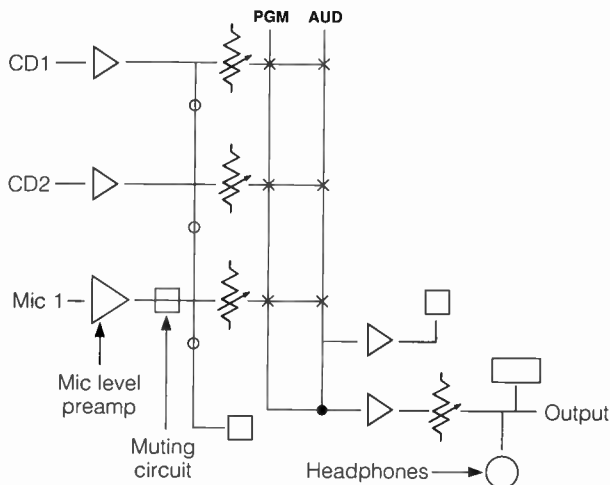 PGM AUD
CD1
CD2
Mic 1
Mic level
preamp
Muting
circuit
Output
Headphones